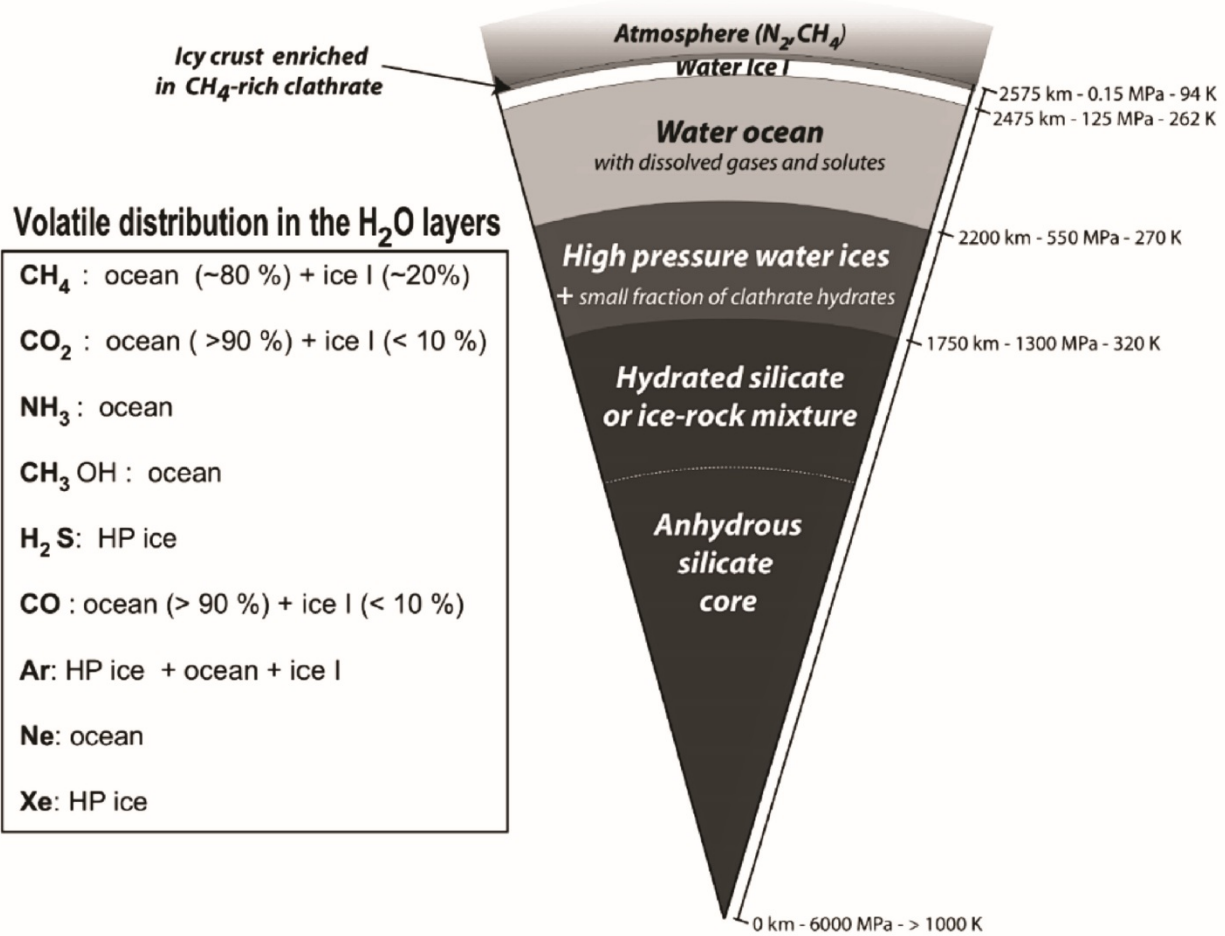 Atmosphere (N2,CH4)
Water Ice I
Icy crust enriched
in CH4-rich clathrate
2575 km - 0.15 MPa - 94 K
2475 km - 125 MPa - 262 K
Water ocean
with dissolved gases and solutes
Volatile distribution in the H2O layers
2200 km - 550 MPa - 270 K
High pressure water ices
+ small fraction of clathrate hydrates
CH4 : ocean (~80 %) + ice I (~20%)
CO2 : ocean ( >90 %) + ice I (< 10 %)
NH3 : ocean
CH3 OH : ocean
H2 S: HP ice
CO : ocean (> 90 %) + ice I (< 10 %)
Ar: HP ice + ocean + ice I
Ne: ocean
Xe: HP ice
1750 km - 1300 MPa - 320 K
Hydrated silicate
or ice-rock mixture
Anhydrous
silicate
core
0 km - 6000 MPa - > 1000 K